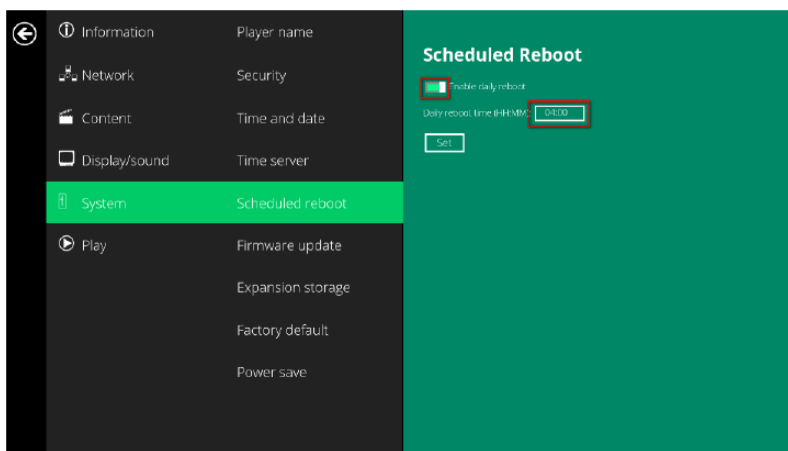 Information
Network
Content
Display/sound
System
Play
Player name
Security
Time and date
Time server
Scheduled reboot
Firmware update
Expansion storage
Factory default
Power save
Scheduled Reboot
Enable daily reboot
Daily reboot time (HH:MM): 04:00
Set